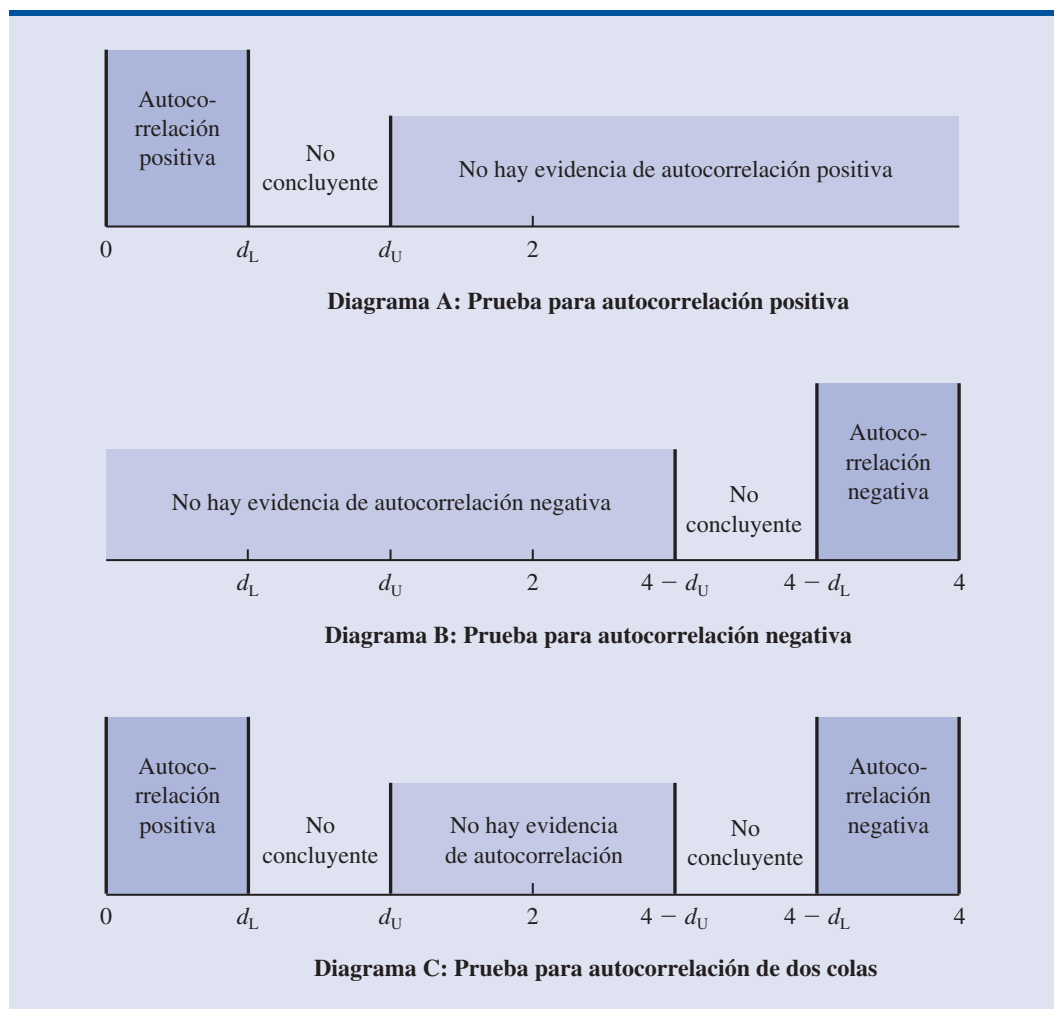 Autoco-
rrelación
positiva
No
concluyente
No hay evidencia de autocorrelación positiva
0 d_L d_U 2
Diagrama A: Prueba para autocorrelación positiva
No hay evidencia de autocorrelación negativa
No
concluyente
Autoco-
rrelación
negativa
d_L d_U 2 4 − d_U 4 − d_L 4
Diagrama B: Prueba para autocorrelación negativa
Autoco-
rrelación
positiva
No
concluyente
No hay evidencia
de autocorrelación
No
concluyente
Autoco-
rrelación
negativa
0 d_L d_U 2 4 − d_U 4 − d_L 4
Diagrama C: Prueba para autocorrelación de dos colas